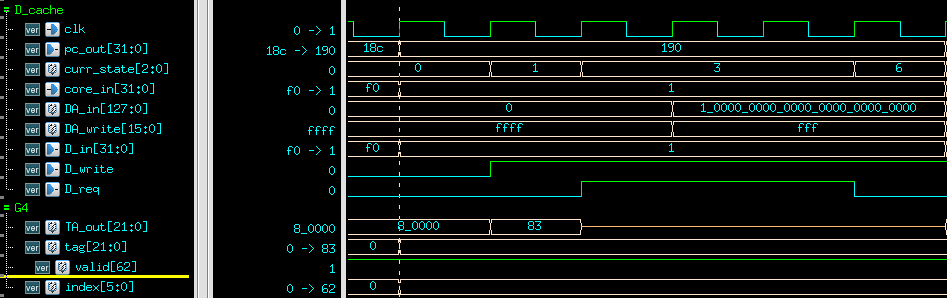 D_cache
ver clk 0 -> 1
ver pc_out[31:0] 18c -> 190 18c 190
ver curr_state[2:0] 0 0 1 3 6
ver core_in[31:0] f0 -> 1 f0 1
ver DA_in[127:0] 0 0 1_0000_0000_0000_0000_0000_0000
ver DA_write[15:0] ffff ffff fff
ver D_in[31:0] f0 -> 1 f0 1
ver D_write 0
ver D_req 0
G4
ver TA_out[21:0] 8_0000 8_0000 83
ver tag[21:0] 0 -> 83 0
ver valid[62] 1
ver index[5:0] 0 -> 62 0